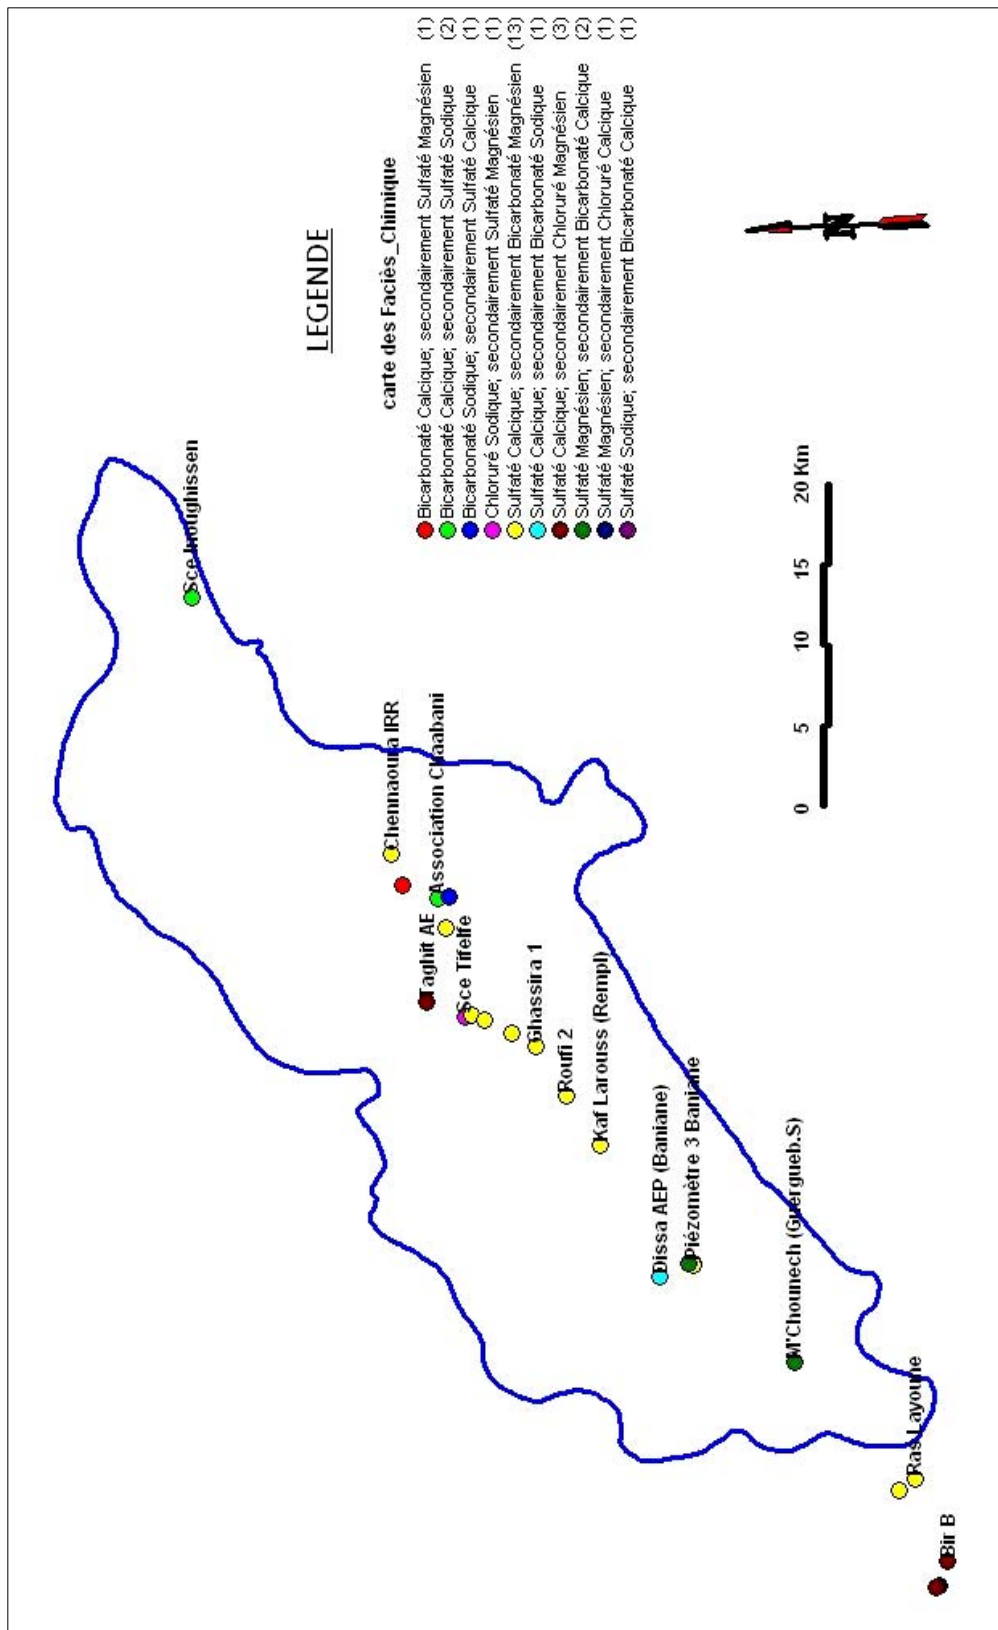 LEGENDE
carte des Faciès_Chimique
Bicarbonaté Calcique; secondairement Sulfaté Magnésien (1)
Bicarbonaté Calcique; secondairement Sulfaté Sodique (2)
Bicarbonaté Sodique; secondairement Sulfaté Calcique (1)
Chloruré Sodique; secondairement Sulfaté Magnésien (1)
Sulfaté Calcique; secondairement Bicarbonaté Magnésien (13)
Sulfaté Calcique; secondairement Bicarbonaté Sodique (1)
Sulfaté Calcique; secondairement Chloruré Magnésien (3)
Sulfaté Magnésien; secondairement Bicarbonaté Calcique (2)
Sulfaté Magnésien; secondairement Chloruré Calcique (1)
Sulfaté Sodique; secondairement Bicarbonaté Calcique (1)
Sce Inoughissen
Chennaoura IRR
Taghit AE
Association Chaabani
Sce Tifelfe
Ghassira 1
Roufi 2
Kaf Larouss (Rempl)
Dissa AEP (Baniane)
Piézomètre 3 Baniane
M'Chounech (Guergueb.S)
Ras Layoune
Bir B
N
0 5 10 15 20 Km